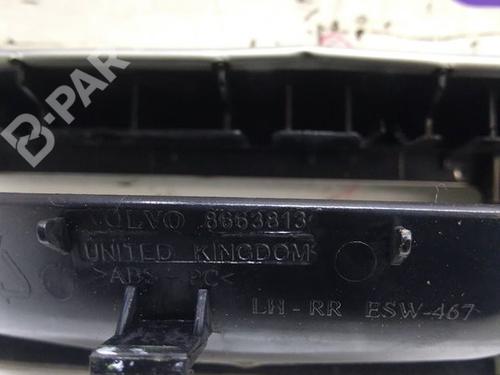 B-PAR
VOLVO 8663813
UNITED KINGDOM
>ABS - PC<
LH-RR ESW-467